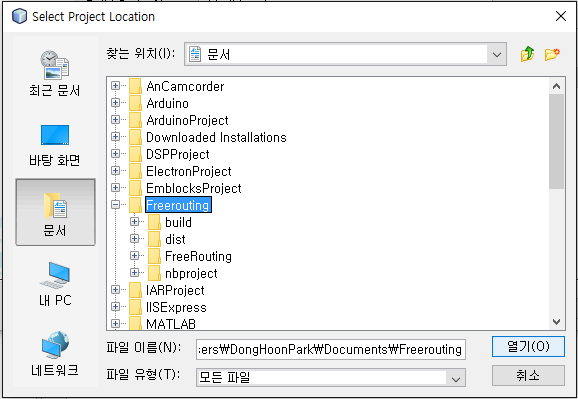 Select Project Location
찾는 위치(I):
문서
최근 문서
바탕 화면
문서
내 PC
네트워크
AnCamcorder
Arduino
ArduinoProject
Downloaded Installations
DSPProject
ElectronProject
EmblocksProject
Freerouting
build
dist
FreeRouting
nbproject
IARProject
IISExpress
MATLAB
파일 이름(N):
;ers₩DongHoonPark₩Documents₩Freerouting
열기(O)
파일 유형(T):
모든 파일
취소